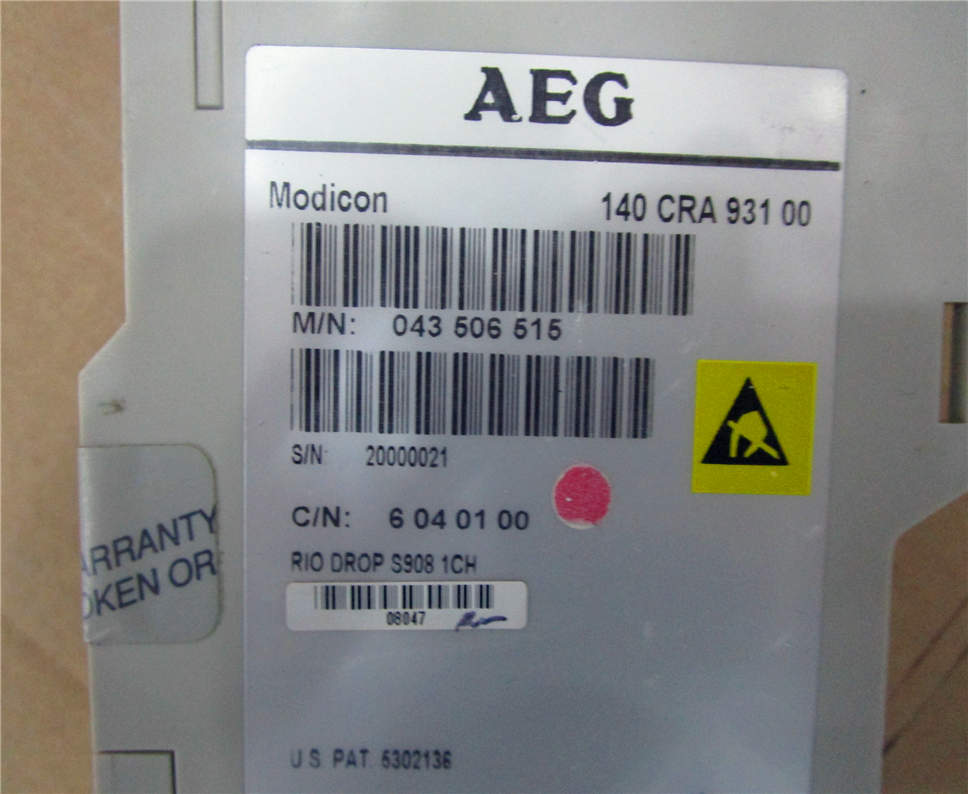 AEG
Modicon 140 CRA 931 00
M/N: 043 506 515
S/N: 20000021
C/N: 6 04 01 00
RIO DROP S908 1CH
08047
U.S. PAT. 5302136
ARRANTY
OKEN OR